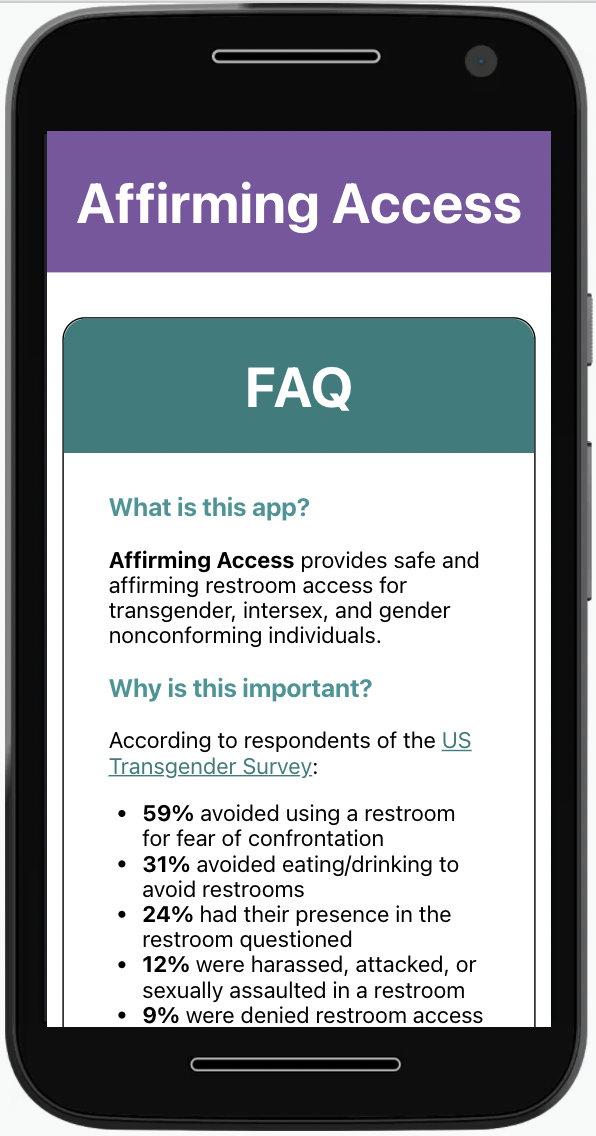 Affirming Access
FAQ
What is this app?
Affirming Access provides safe and
affirming restroom access for
transgender, intersex, and gender
nonconforming individuals.
Why is this important?
According to respondents of the US
Transgender Survey:
• 59% avoided using a restroom
for fear of confrontation
• 31% avoided eating/drinking to
avoid restrooms
• 24% had their presence in the
restroom questioned
• 12% were harassed, attacked, or
sexually assaulted in a restroom
• 9% were denied restroom access